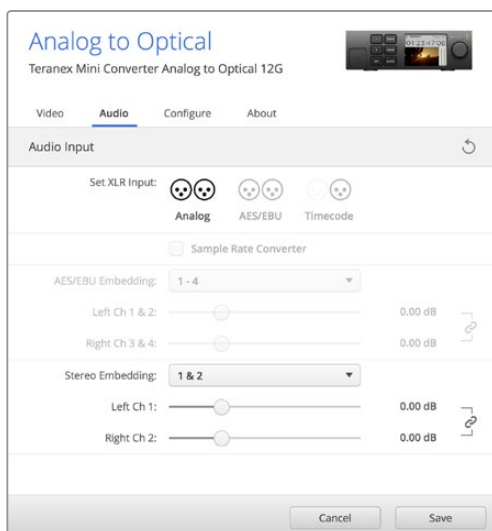 Analog to Optical
Teranex Mini Converter Analog to Optical 12G
01:23:47:08
Video Audio Configure About
Audio Input
Set XLR Input:
Analog AES/EBU Timecode
Sample Rate Converter
AES/EBU Embedding: 1 - 4
Left Ch 1 & 2: 0.00 dB
Right Ch 3 & 4: 0.00 dB
Stereo Embedding: 1 & 2
Left Ch 1: 0.00 dB
Right Ch 2: 0.00 dB
Cancel Save